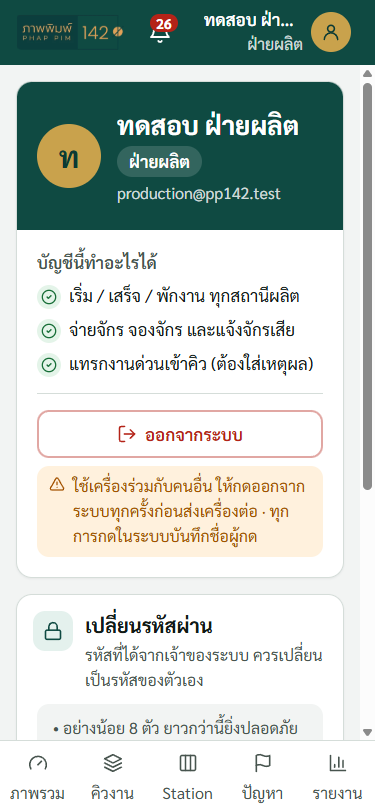 ภาพพิมพ์
PHAP PIM
142
26
ทดสอบ ฝ่า...
ฝ่ายผลิต
ท
ทดสอบ ฝ่ายผลิต
ฝ่ายผลิต
production@pp142.test
บัญชีนี้ทำอะไรได้
เริ่ม / เสร็จ / พักงาน ทุกสถานีผลิต
จ่ายจักร จองจักร และแจ้งจักรเสีย
แทรกงานด่วนเข้าคิว (ต้องใส่เหตุผล)
ออกจากระบบ
ใช้เครื่องร่วมกับคนอื่น ให้กดออกจาก
ระบบทุกครั้งก่อนส่งเครื่องต่อ · ทุก
การกดในระบบบันทึกชื่อผู้กด
เปลี่ยนรหัสผ่าน
รหัสที่ได้จากเจ้าของระบบ ควรเปลี่ยน
เป็นรหัสของตัวเอง
• อย่างน้อย 8 ตัว ยาวกว่านี้ยิ่งปลอดภัย
ภาพรวม
คิวงาน
Station
ปัญหา
รายงาน